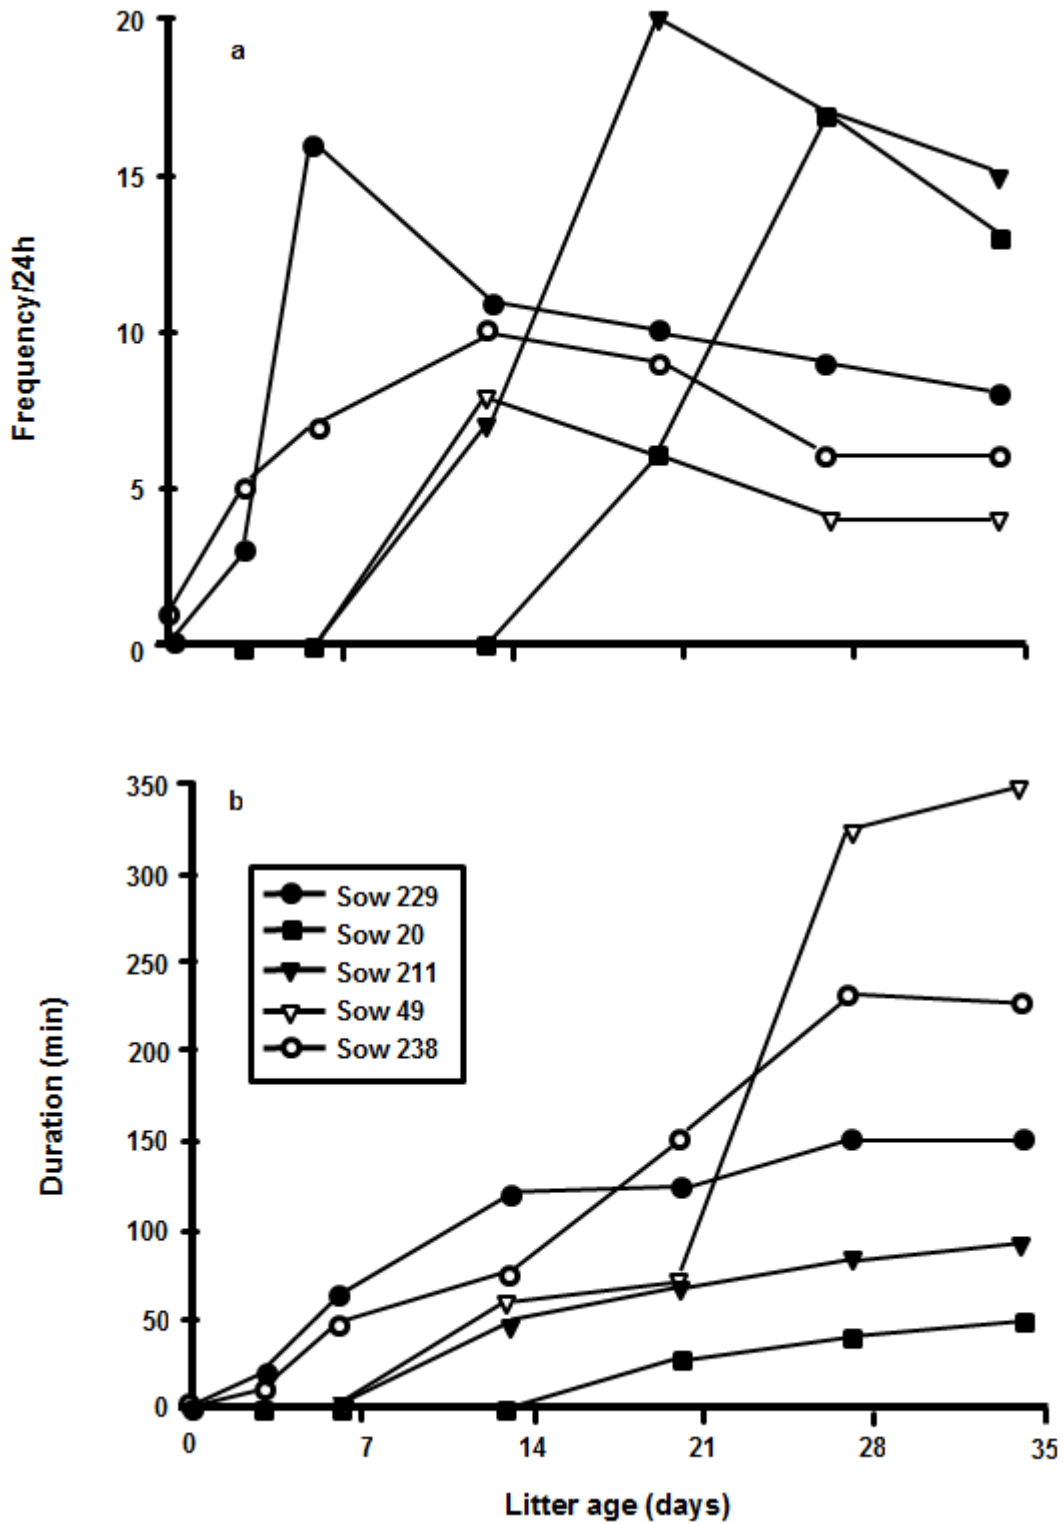 a
20
15
10
5
0
Frequency/24h
b
350
300
250
200
150
100
50
0
Duration (min)
Sow 229
Sow 20
Sow 211
Sow 49
Sow 238
0 7 14 21 28 35
Litter age (days)